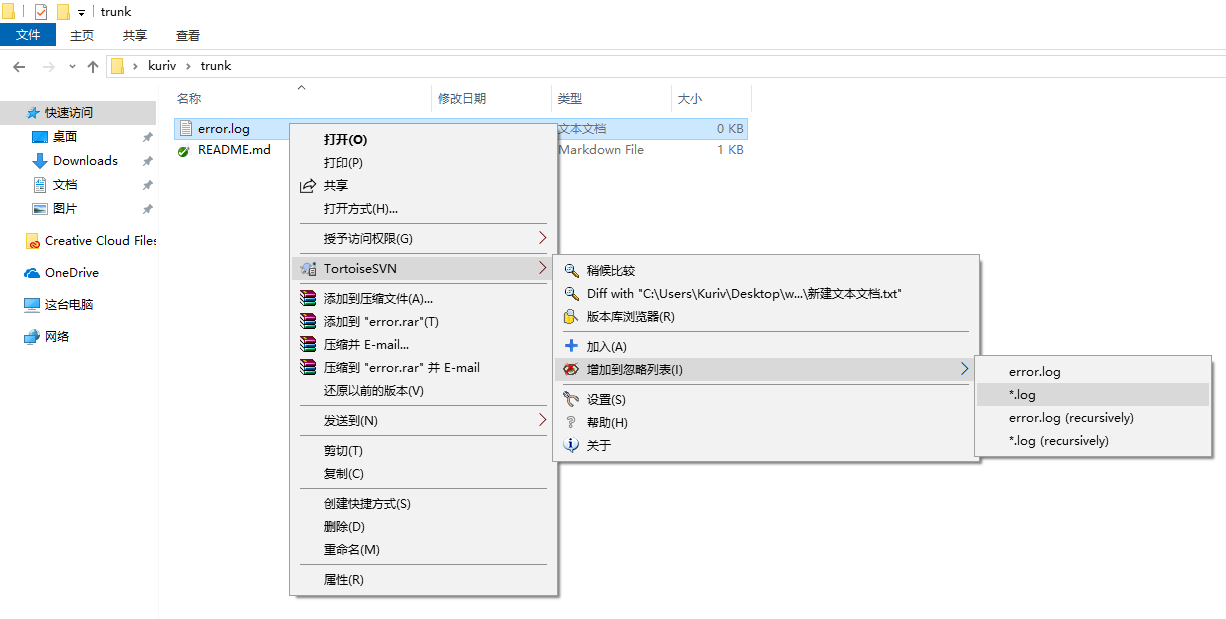 trunk
文件 主页 共享 查看
kuriv trunk
名称 修改日期 类型 大小
快速访问
桌面
Downloads
文档
图片
Creative Cloud Files
OneDrive
这台电脑
网络
error.log 文本文档 0 KB
README.md Markdown File 1 KB
打开(O)
打印(P)
共享
打开方式(H)...
授予访问权限(G)
TortoiseSVN
添加到压缩文件(A)...
添加到 "error.rar"(T)
压缩并 E-mail...
压缩到 "error.rar" 并 E-mail
还原以前的版本(V)
发送到(N)
剪切(T)
复制(C)
创建快捷方式(S)
删除(D)
重命名(M)
属性(R)
稍候比较
Diff with "C:\Users\Kuriv\Desktop\w...\新建文本文档.txt"
版本库浏览器(R)
加入(A)
增加到忽略列表(I)
设置(S)
帮助(H)
关于
error.log
*.log
error.log (recursively)
*.log (recursively)